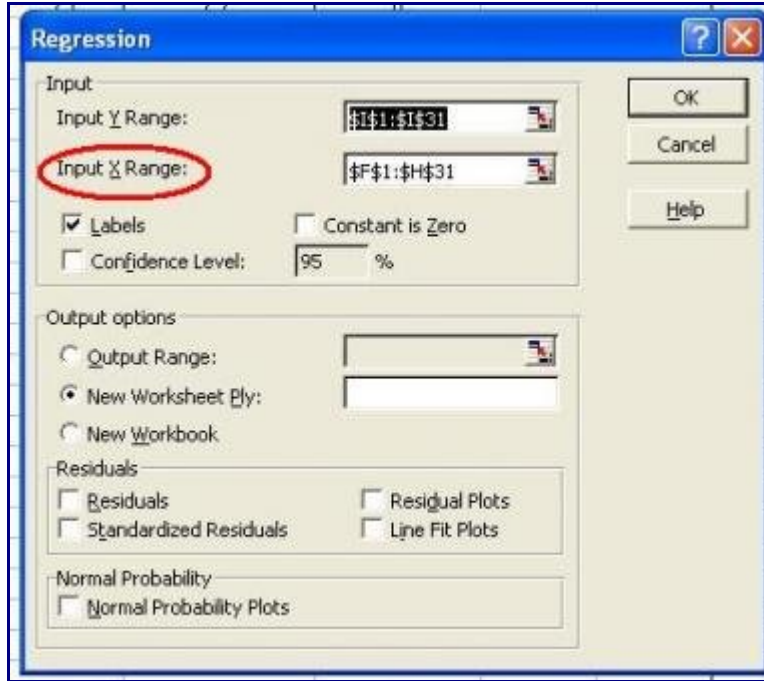 Regression
Input
Input Y Range: $I$1:$I$31
Input X Range: $F$1:$H$31
Labels Constant is Zero
Confidence Level: 95 %
OK
Cancel
Help
Output options
Output Range:
New Worksheet Ply:
New Workbook
Residuals
Residuals Residual Plots
Standardized Residuals Line Fit Plots
Normal Probability
Normal Probability Plots